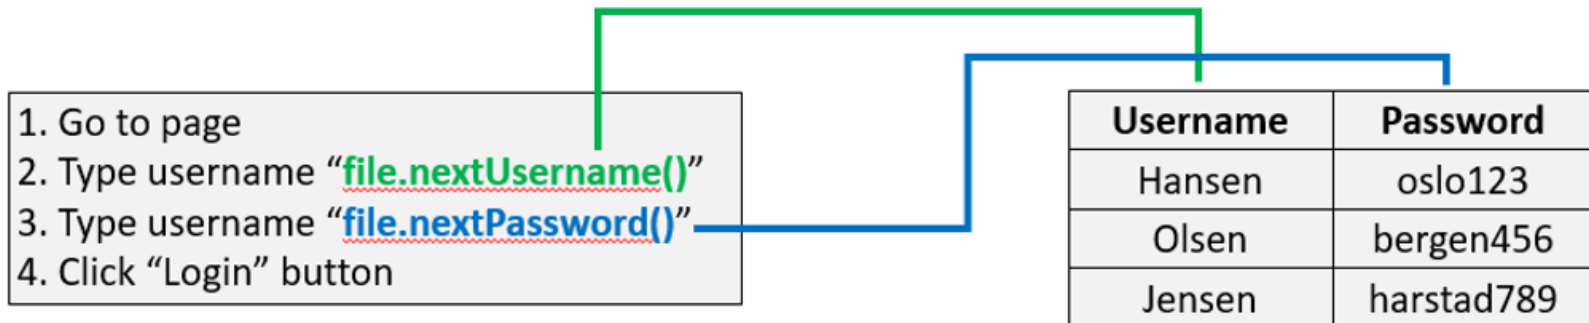 1. Go to page
2. Type username “file.nextUsername()”
3. Type username “file.nextPassword()”
4. Click “Login” button
Username Password
Hansen oslo123
Olsen bergen456
Jensen harstad789